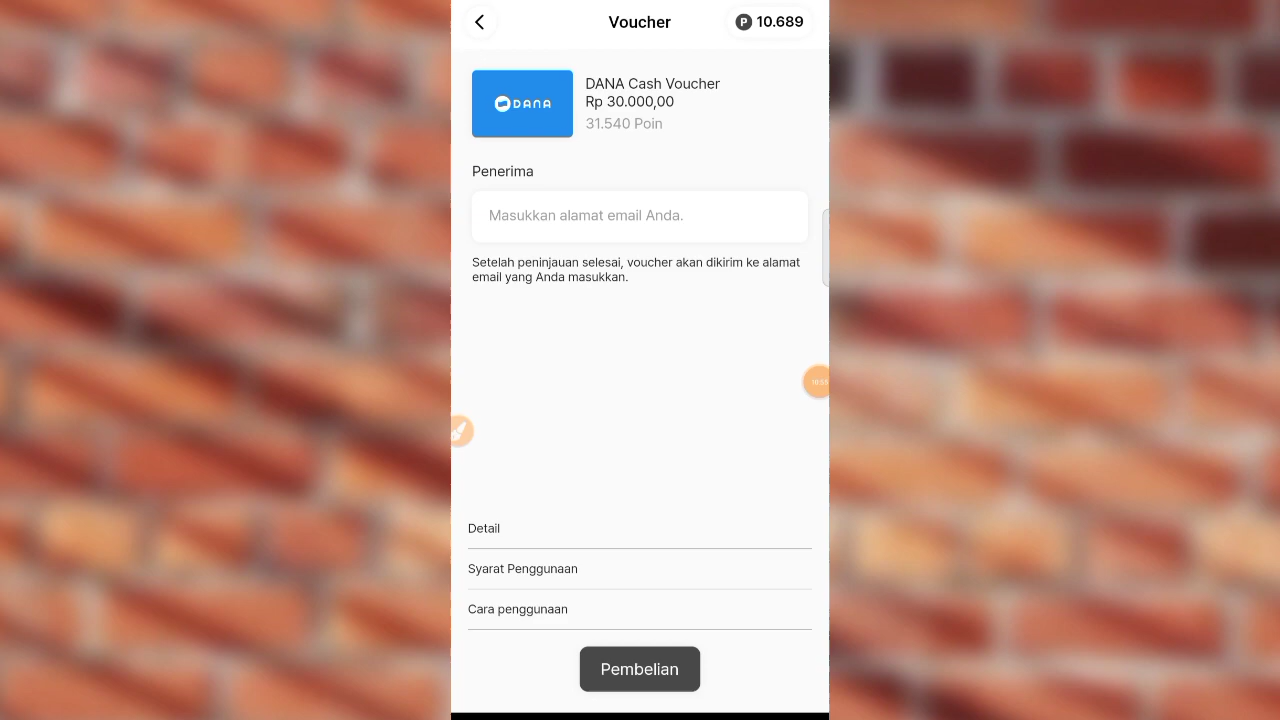 Voucher
P 10.689
DANA
DANA Cash Voucher
Rp 30.000,00
31.540 Poin
Penerima
Masukkan alamat email Anda.
Setelah peninjauan selesai, voucher akan dikirim ke alamat
email yang Anda masukkan.
Detail
Syarat Penggunaan
Cara penggunaan
Pembelian